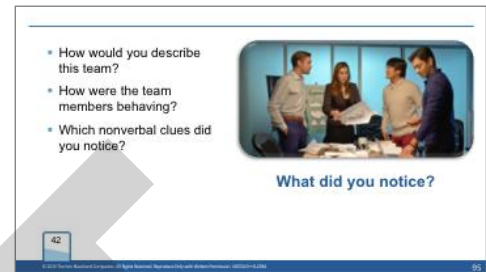 • How would you describe
this team?
• How were the team
members behaving?
• Which nonverbal clues did
you notice?
What did you notice?
42
95